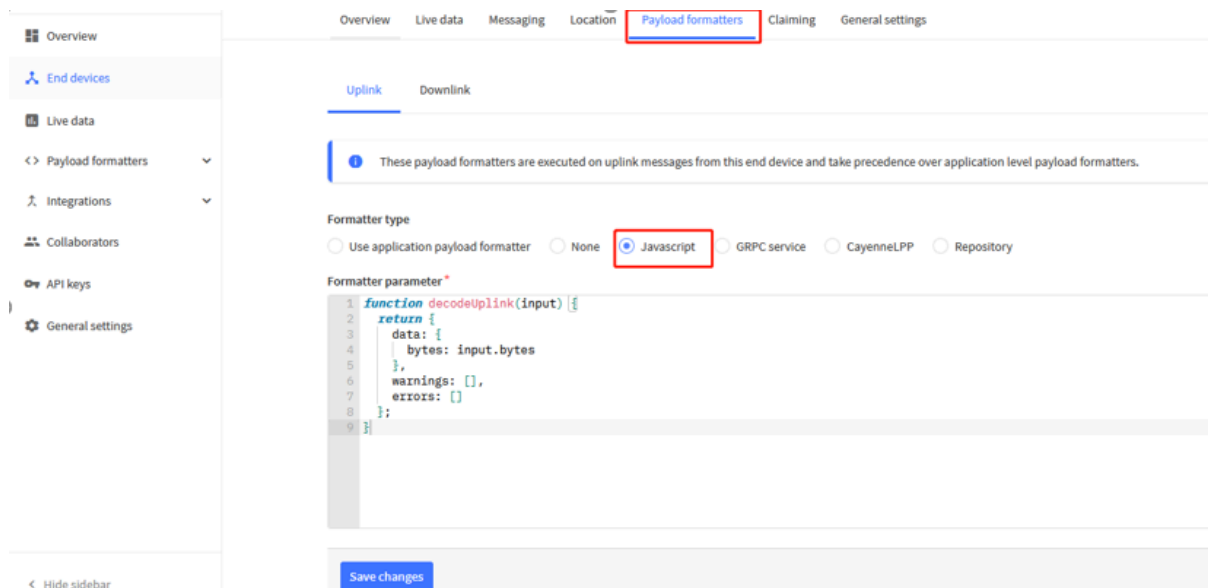 Overview
End devices
Live data
<> Payload formatters
Integrations
Collaborators
API keys
General settings
< Hide sidebar
Overview Live data Messaging Location Payload formatters Claiming General settings
Uplink Downlink
These payload formatters are executed on uplink messages from this end device and take precedence over application level payload formatters.
Formatter type
Use application payload formatter None Javascript GRPC service CayenneLPP Repository
Formatter parameter*
1 function decodeUplink(input) {
2 return {
3 data: {
4 bytes: input.bytes
5 },
6 warnings: [],
7 errors: []
8 };
9 }
Save changes